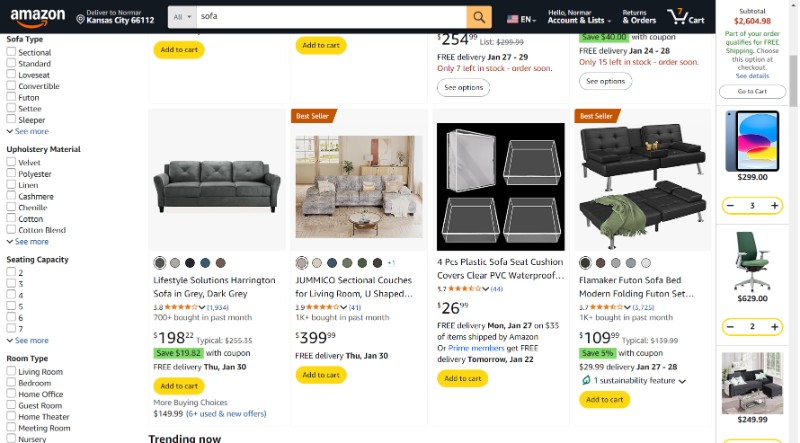 amazon
Deliver to Normar
Kansas City 66112
All
sofa
EN
Hello, Normar
Account & Lists
Returns
& Orders
7
Cart
Sofa Type
Sectional
Standard
Loveseat
Convertible
Futon
Settee
Sleeper
See more
Upholstery Material
Velvet
Polyester
Linen
Cashmere
Chenille
Cotton
Cotton Blend
See more
Seating Capacity
2
3
4
5
6
7
See more
Room Type
Living Room
Bedroom
Home Office
Guest Room
Home Theater
Meeting Room
Nursery
Add to cart
Add to cart
$254⁹⁹ List: $299.99
FREE delivery Jan 27 - 29
Only 7 left in stock - order soon.
See options
Save $40.00 with coupon
FREE delivery Jan 24 - 28
Only 15 left in stock - order soon.
See options
Lifestyle Solutions Harrington
Sofa in Grey, Dark Grey
3.8 (1,934)
700+ bought in past month
$198²² Typical: $255.35
Save $19.82 with coupon
FREE delivery Thu, Jan 30
Add to cart
More Buying Choices
$149.99 (6+ used & new offers)
Best Seller
+1
JUMMICO Sectional Couches
for Living Room, U Shaped...
3.9 (41)
1K+ bought in past month
$399⁹⁹
FREE delivery Thu, Jan 30
Add to cart
4 Pcs Plastic Sofa Seat Cushion
Covers Clear PVC Waterproof...
3.7 (44)
$26⁹⁹
FREE delivery Mon, Jan 27 on $35
of items shipped by Amazon
Or Prime members get FREE
delivery Tomorrow, Jan 22
Add to cart
Best Seller
Flamaker Futon Sofa Bed
Modern Folding Futon Set...
3.7 (3,725)
1K+ bought in past month
$109⁹⁹ Typical: $139.99
Save 5% with coupon
$29.99 delivery Jan 27 - 28
1 sustainability feature
Add to cart
Trending now
Subtotal
$2,604.98
Part of your
order qualifies
for FREE
Shipping. Choose
this option at
checkout.
See details
Go to Cart
$299.00
3
$629.00
2
$249.99